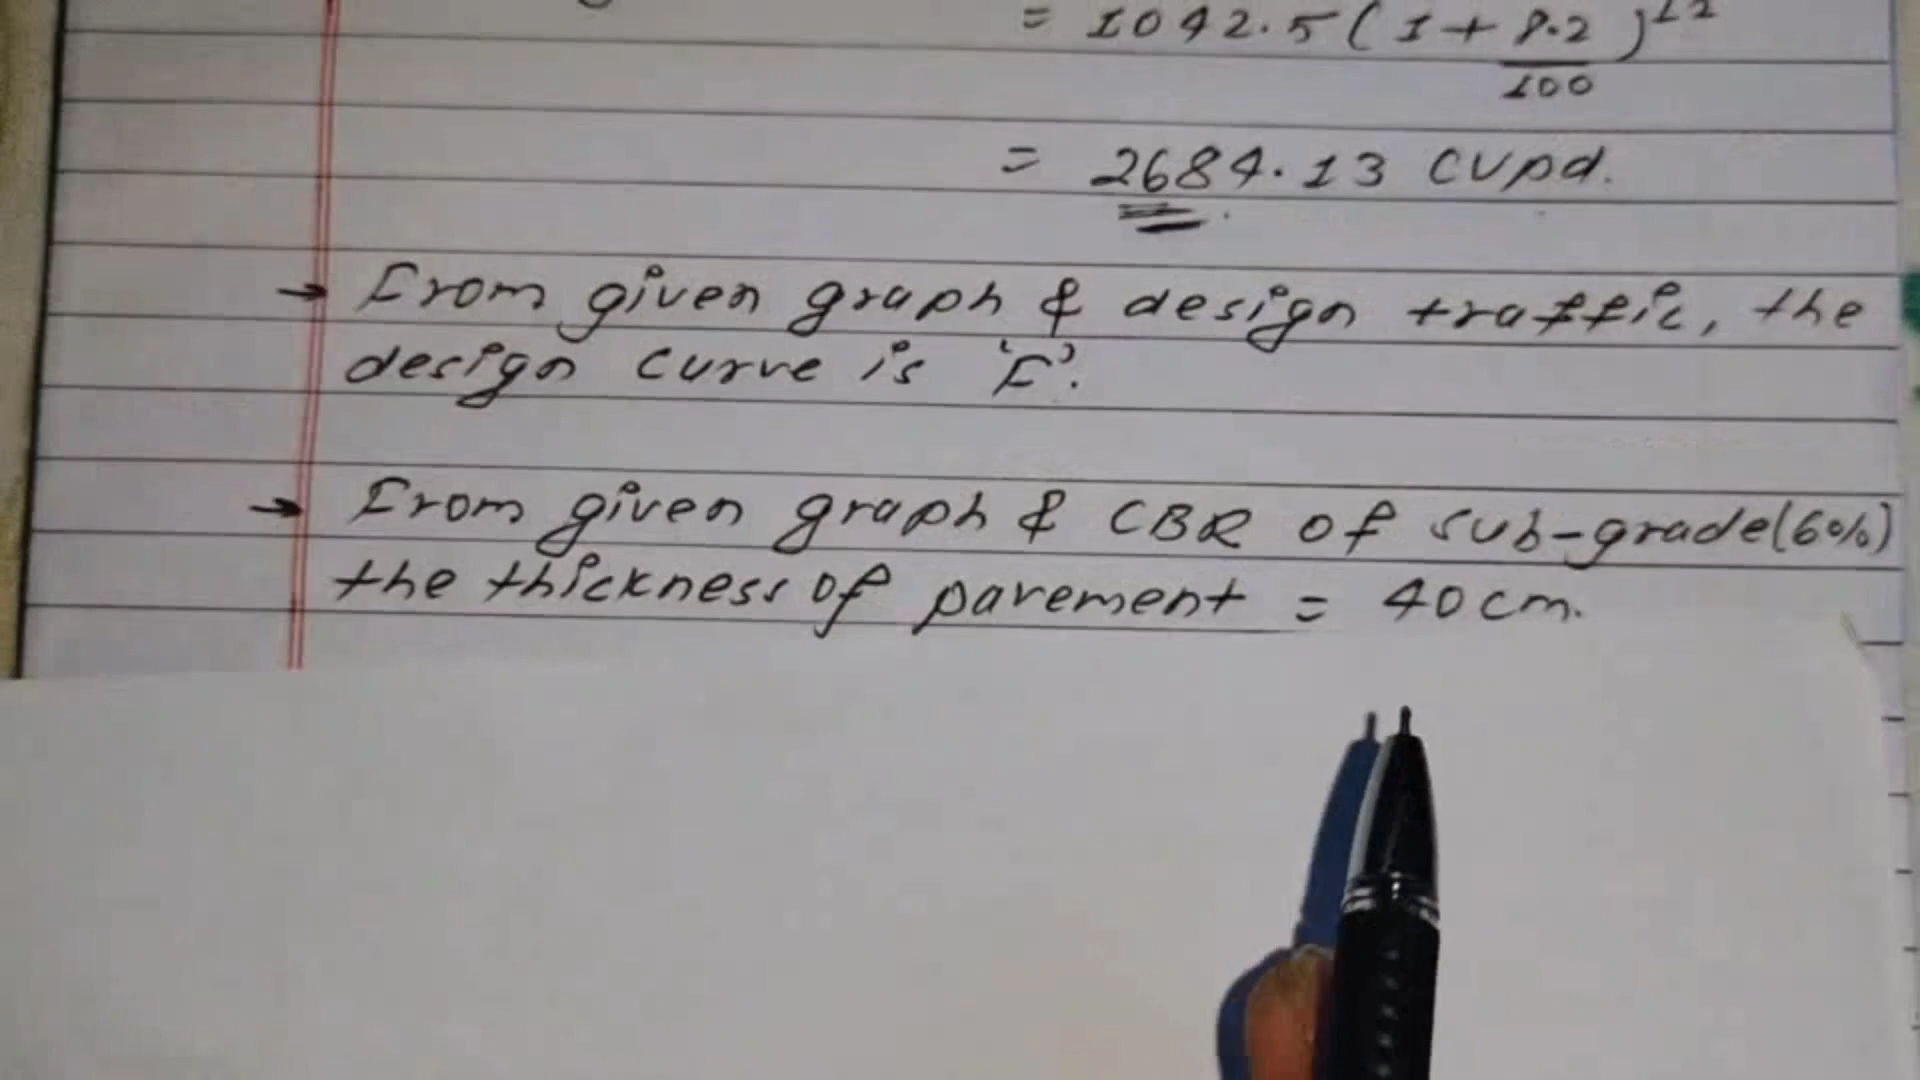 = 1042.5 ( 1 + 8.2 )^12
100
= 2684.13 CVpd.
→ From given graph & design traffic, the
design curve is 'F'.
→ From given graph & CBR of sub-grade(6%)
the thickness of pavement = 40 cm.